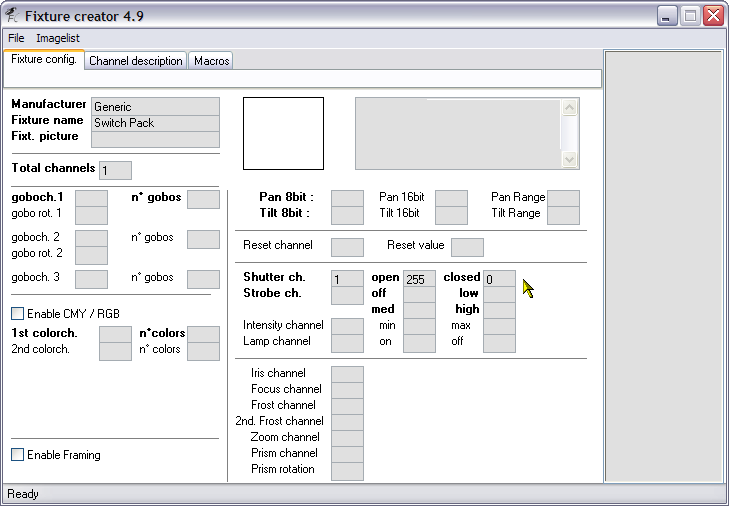 Fixture creator 4.9
File Imagelist
Fixture config. Channel description Macros
Manufacturer Generic
Fixture name Switch Pack
Fixt. picture
Total channels 1
goboch.1 n° gobos Pan 8bit : Pan 16bit Pan Range
gobo rot. 1 Tilt 8bit : Tilt 16bit Tilt Range
goboch. 2 n° gobos Reset channel Reset value
gobo rot. 2
goboch. 3 n° gobos Shutter ch. 1 open 255 closed 0
Strobe ch. off low
med high
Enable CMY / RGB Intensity channel min max
1st colorch. n°colors Lamp channel on off
2nd colorch. n° colors
Iris channel
Focus channel
Frost channel
2nd. Frost channel
Zoom channel
Enable Framing Prism channel
Prism rotation
Ready